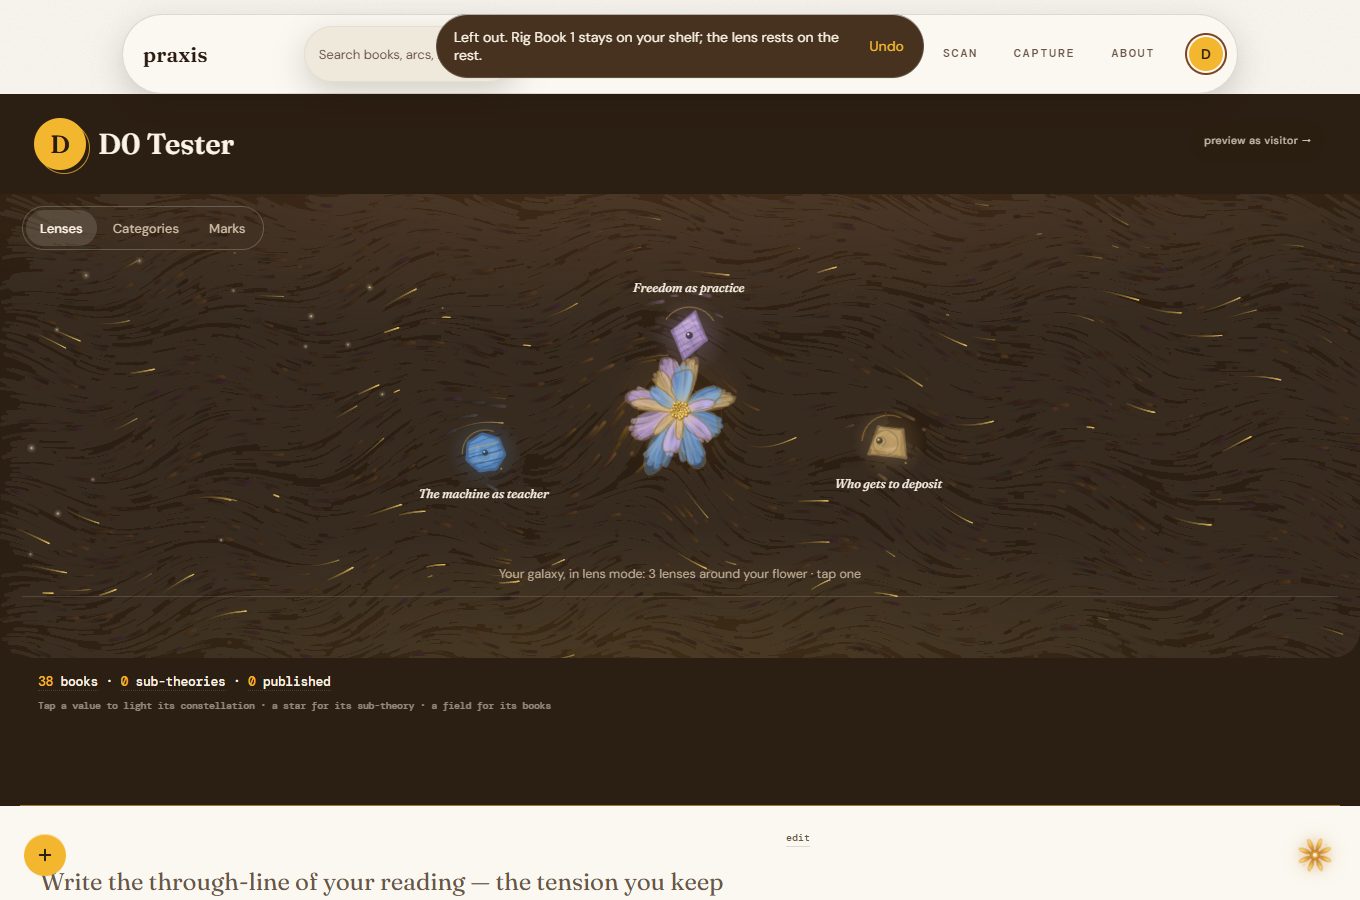 praxis
Search books, arcs,
Left out. Rig Book 1 stays on your shelf; the lens rests on the
rest.
Undo
SCAN
CAPTURE
ABOUT
D
D
D0 Tester
preview as visitor →
Lenses
Categories
Marks
Freedom as practice
The machine as teacher
Who gets to deposit
Your galaxy, in lens mode: 3 lenses around your flower · tap one
38 books · 0 sub-theories · 0 published
Tap a value to light its constellation · a star for its sub-theory · a field for its books
edit
+
Write the through-line of your reading — the tension you keep